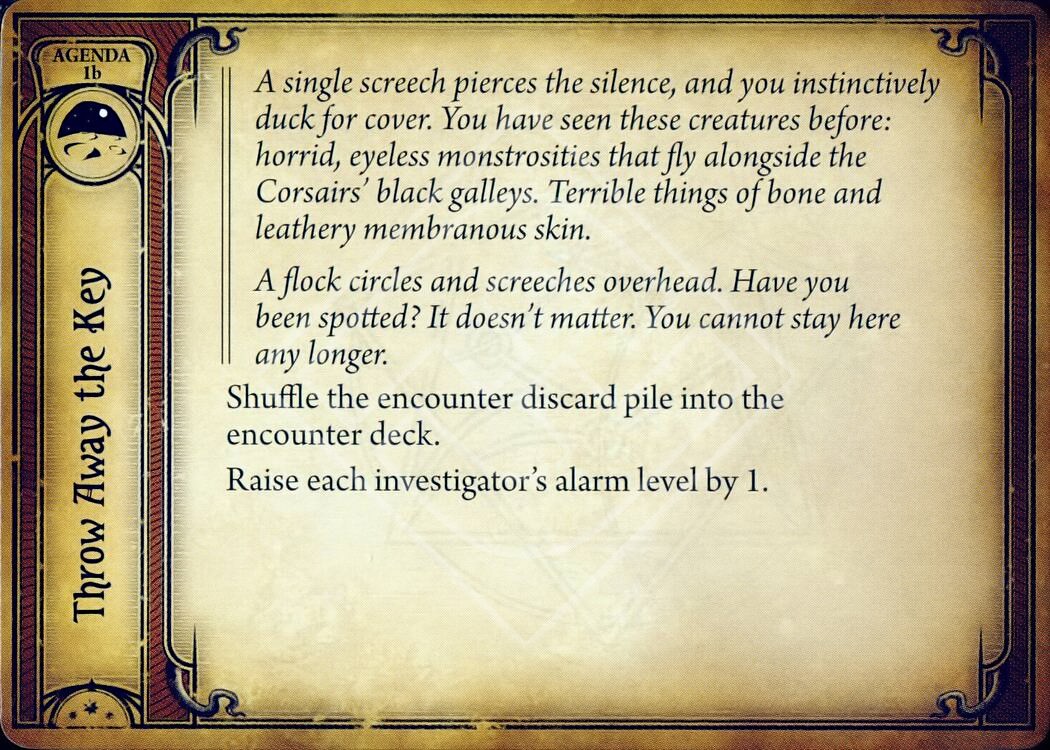 AGENDA
1b
Throw Away the Key
A single screech pierces the silence, and you instinctively
duck for cover. You have seen these creatures before:
horrid, eyeless monstrosities that fly alongside the
Corsairs’ black galleys. Terrible things of bone and
leathery membranous skin.
A flock circles and screeches overhead. Have you
been spotted? It doesn’t matter. You cannot stay here
any longer.
Shuffle the encounter discard pile into the
encounter deck.
Raise each investigator’s alarm level by 1.